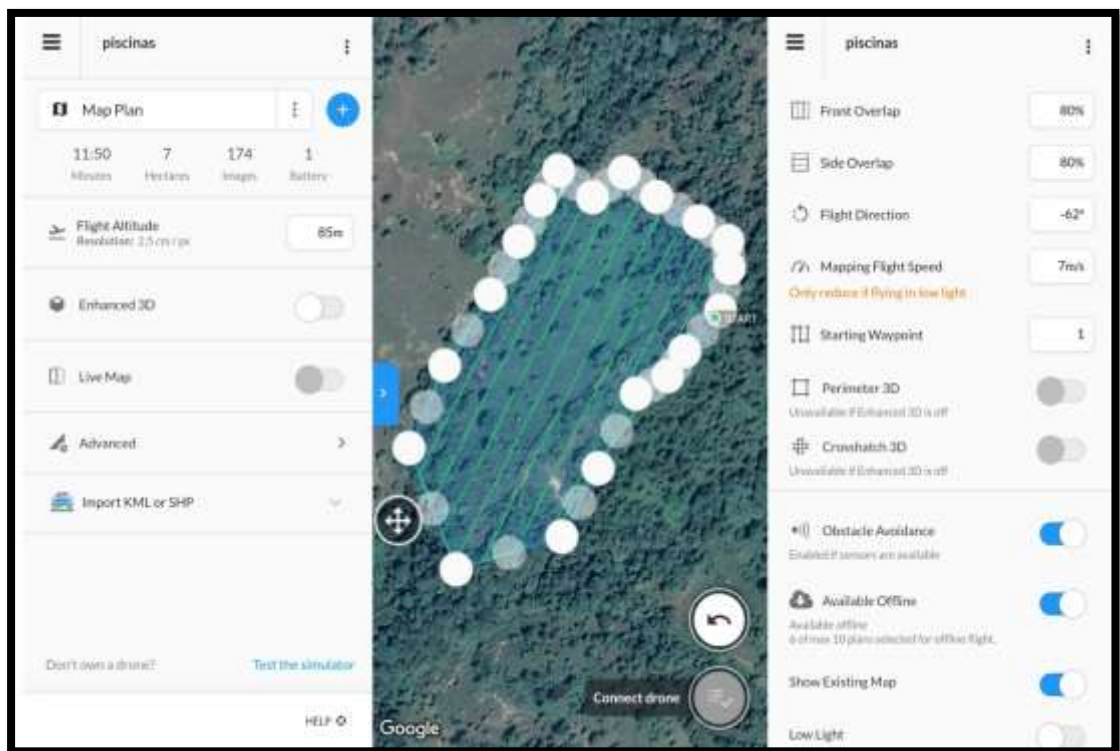 piscinas
Map Plan
11:50 7 174 1
Minutes Hectares Images Battery
Flight Altitude
Resolution: 2.5 cm / px
85m
Enhanced 3D
Live Map
Advanced
Import KML or SHP
Don't own a drone?
Test the simulator
HELP
START
Connect drone
Google
piscinas
Front Overlap
80%
Side Overlap
80%
Flight Direction
-62°
Mapping Flight Speed
7m/s
Only reduce if flying in low light
Starting Waypoint
1
Perimeter 3D
Unavailable if Enhanced 3D is off
Crosshatch 3D
Unavailable if Enhanced 3D is off
Obstacle Avoidance
Enabled if sensors are available
Available Offline
Available offline
6 of max 10 plans selected for offline flight.
Show Existing Map
Low Light